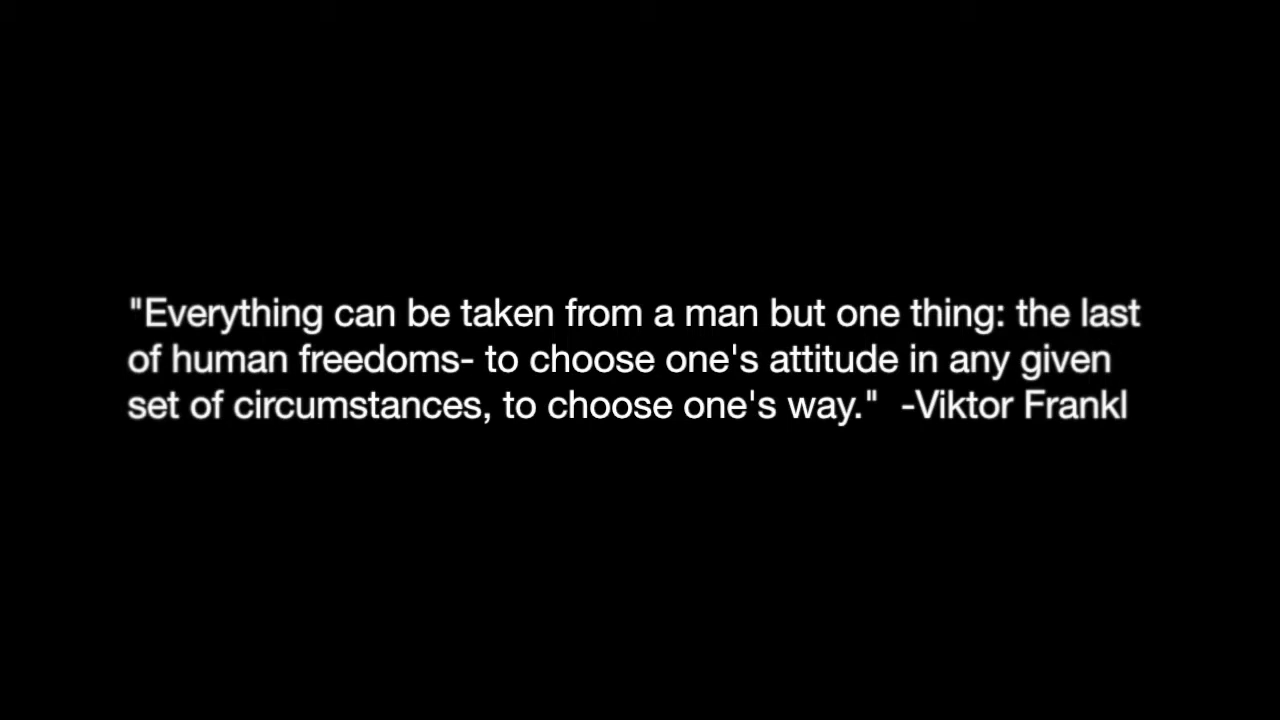 "Everything can be taken from a man but one thing: the last
of human freedoms- to choose one's attitude in any given
set of circumstances, to choose one's way."  -Viktor Frankl